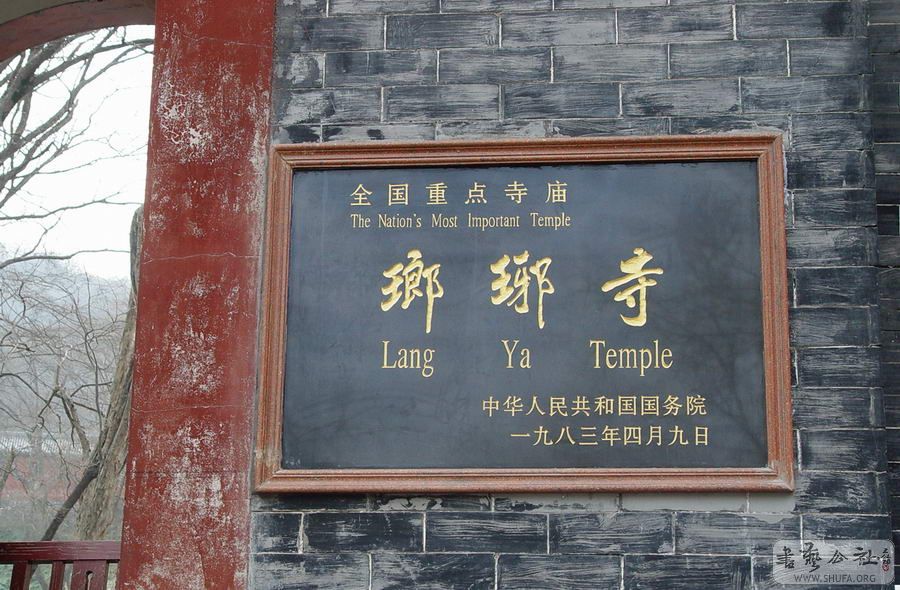 全国重点寺庙
The Nation's Most Important Temple
瑯琊寺
Lang Ya Temple
中华人民共和国国务院
一九八三年四月九日
书艺公社
WWW.SHUFA.ORG